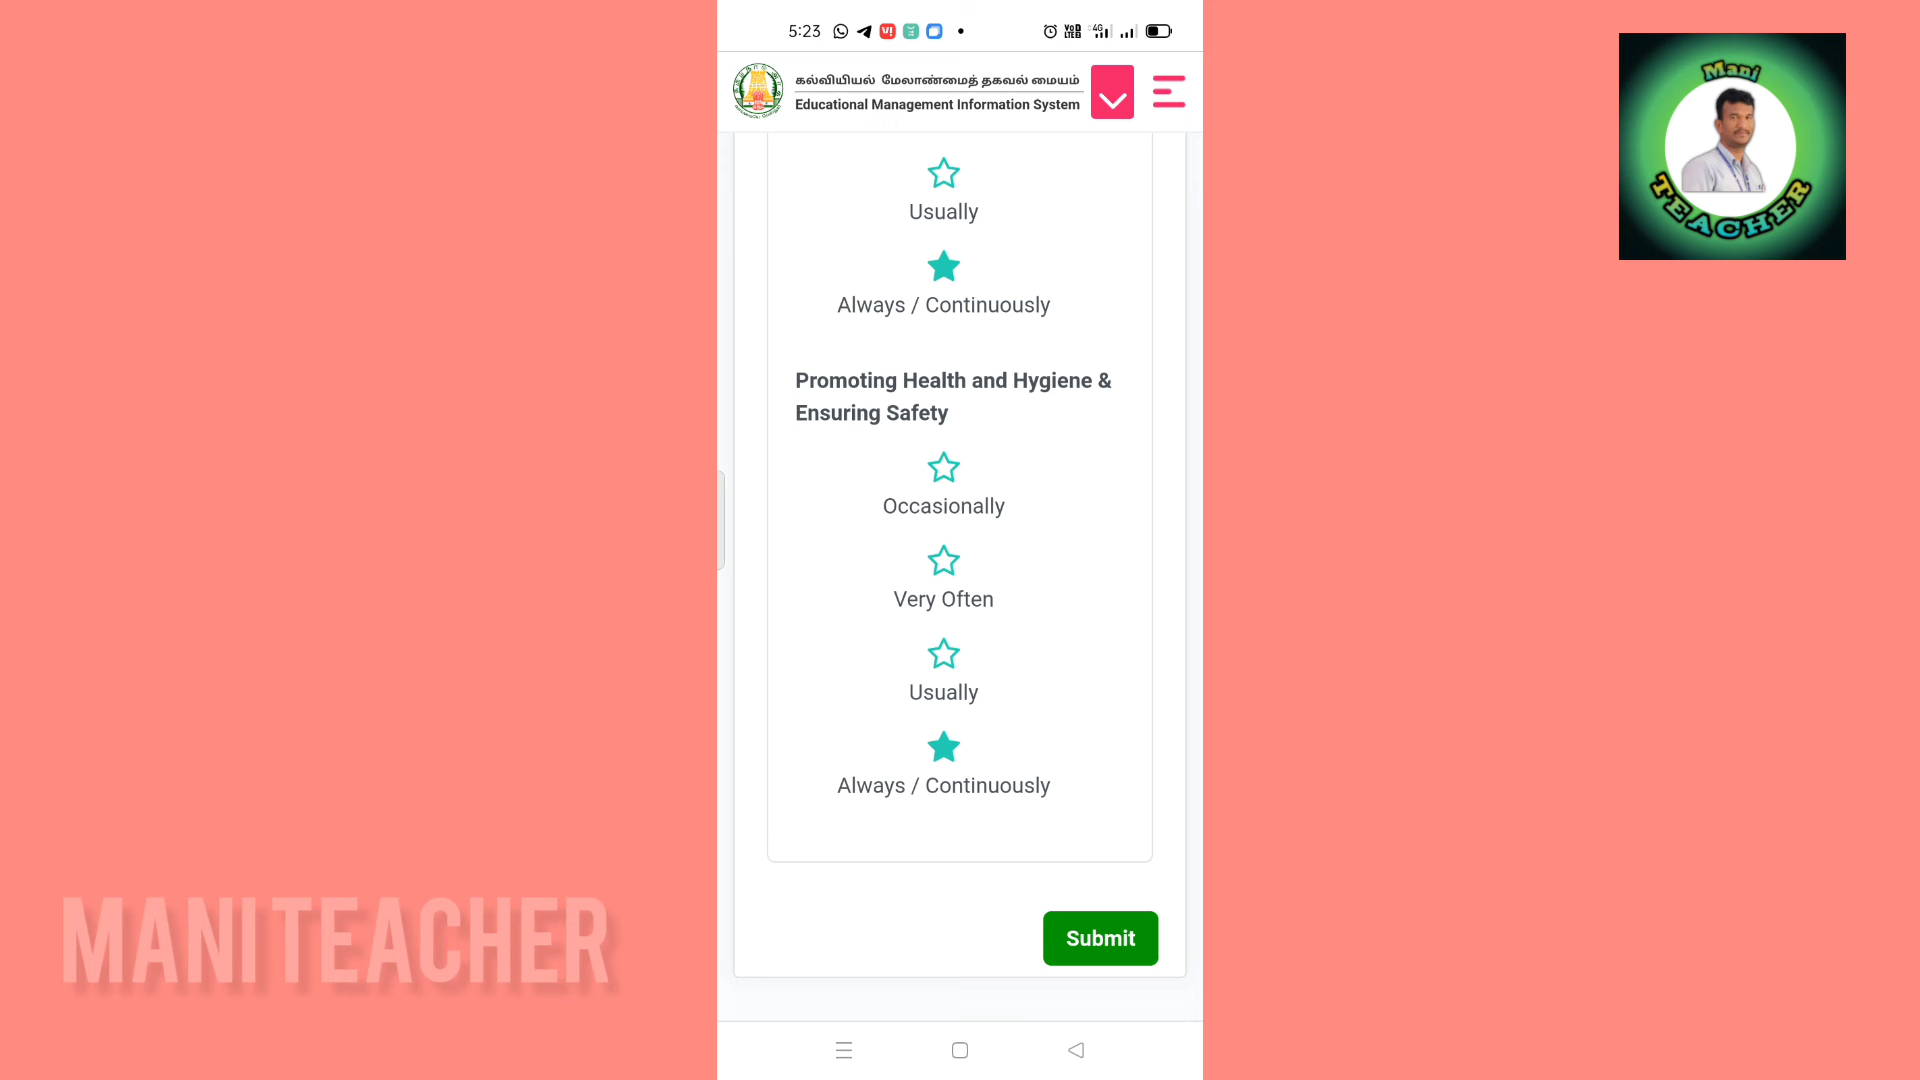 5:23
கல்வியியல் மேலாண்மைத் தகவல் மையம்
Educational Management Information System
Usually
Always / Continuously
Promoting Health and Hygiene &
Ensuring Safety
Occasionally
Very Often
Usually
Always / Continuously
Submit
Mani
TEACHER
MANI TEACHER